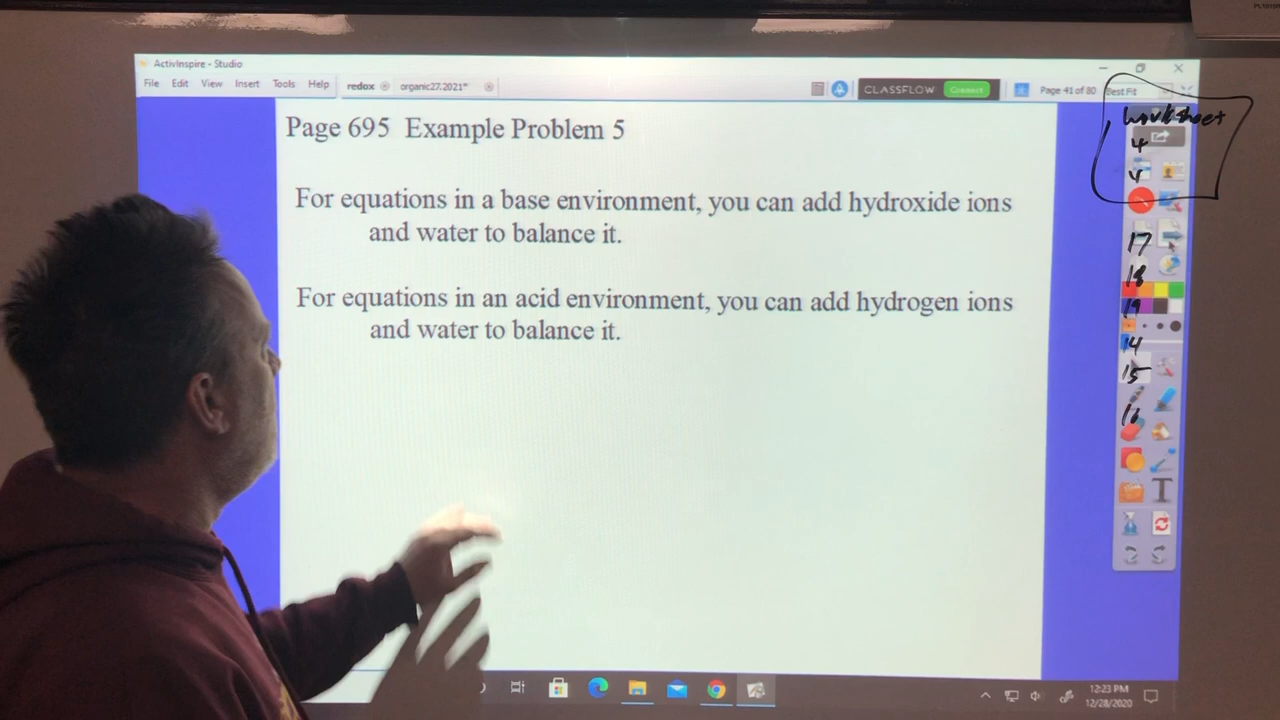 ActivInspire - Studio
File Edit View Insert Tools Help redox organic27.2021* CLASSFLOW Connect Page 41 of 80 Best Fit
Page 695 Example Problem 5
For equations in a base environment, you can add hydroxide ions
and water to balance it.
For equations in an acid environment, you can add hydrogen ions
and water to balance it.
worksheet
4
4
17
18
19
14
15
16
T
12:23 PM
12/28/2020